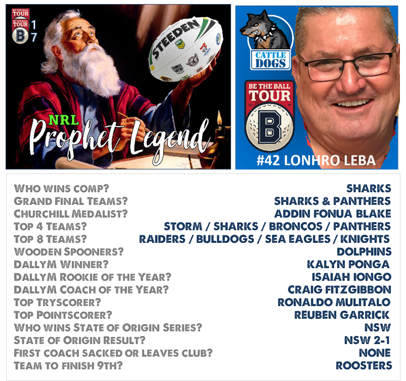 BE THE BALL
TOUR
B
1
7
STEEDEN
NRL
Prophet Legend
CATTLE
DOGS
BE THE BALL
TOUR
B
#42 LONHRO LEBA
Who wins comp? SHARKS
Grand Final Teams? SHARKS & PANTHERS
Churchill Medalist? ADDIN FONUA BLAKE
Top 4 Teams? STORM / SHARKS / BRONCOS / PANTHERS
Top 8 Teams? RAIDERS / BULLDOGS / SEA EAGLES / KNIGHTS
Wooden Spooners? DOLPHINS
DallyM Winner? KALYN PONGA
DallyM Rookie of the Year? ISAIAH IONGO
DallyM Coach of the Year? CRAIG FITZGIBBON
Top Tryscorer? RONALDO MULITALO
Top Pointscorer? REUBEN GARRICK
Who wins State of Origin Series? NSW
State of Origin Result? NSW 2-1
First coach sacked or leaves club? NONE
Team to finish 9th? ROOSTERS